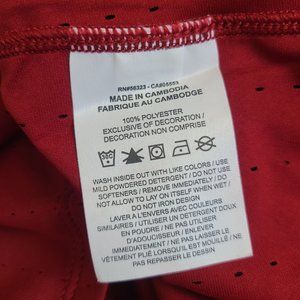 RN#56323 - CA#05553
MADE IN CAMBODIA
FABRIQUE AU CAMBODGE
100% POLYESTER
EXCLUSIVE OF DECORATION /
DECORATION NON COMPRISE
WASH INSIDE OUT WITH LIKE COLORS / USE
MILD POWDERED DETERGENT / DO NOT USE
SOFTENERS / REMOVE IMMEDIATELY / DO
NOT ALLOW TO LAY ON ITSELF WHEN WET /
DO NOT IRON DESIGN
LAVER A L'ENVERS AVEC DES COULEURS
SIMILAIRES / UTILISER UN DETERGENT DOUX
EN POUDRE / NE PAS UTILISER
D'ADOUCISSEUR / ENLEVER
IMMÉDIATEMENT / NE PAS LAISSER LE
VÊTEMENT PLIÉ LORSQU'IL EST MOUILLÉ / NE PAS
REPASSER LE DESSIN